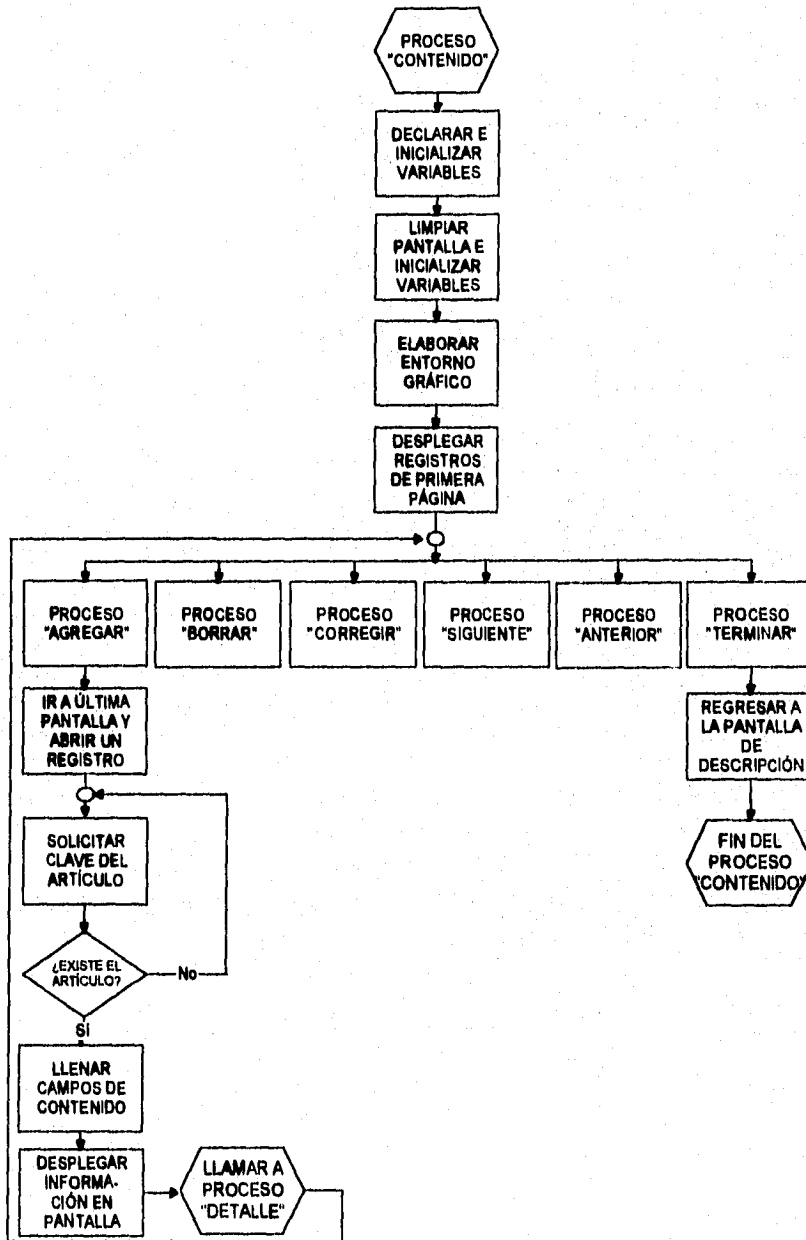 PROCESO
"CONTENIDO"
DECLARAR E
INICIALIZAR
VARIABLES
LIMPIAR
PANTALLA E
INICIALIZAR
VARIABLES
ELABORAR
ENTORNO
GRÁFICO
DESPLEGAR
REGISTROS
DE PRIMERA
PÁGINA
PROCESO
"AGREGAR"
PROCESO
"BORRAR"
PROCESO
"CORREGIR"
PROCESO
"SIGUIENTE"
PROCESO
"ANTERIOR"
PROCESO
"TERMINAR"
IR A ÚLTIMA
PANTALLA Y
ABRIR UN
REGISTRO
REGRESAR A
LA PANTALLA
DE
DESCRIPCIÓN
SOLICITAR
CLAVE DEL
ARTÍCULO
FIN DEL
PROCESO
"CONTENIDO"
¿EXISTE EL
ARTÍCULO?
No
SI
LLENAR
CAMPOS DE
CONTENIDO
DESPLEGAR
INFORMA-
CIÓN EN
PANTALLA
LLAMAR A
PROCESO
"DETALLE"